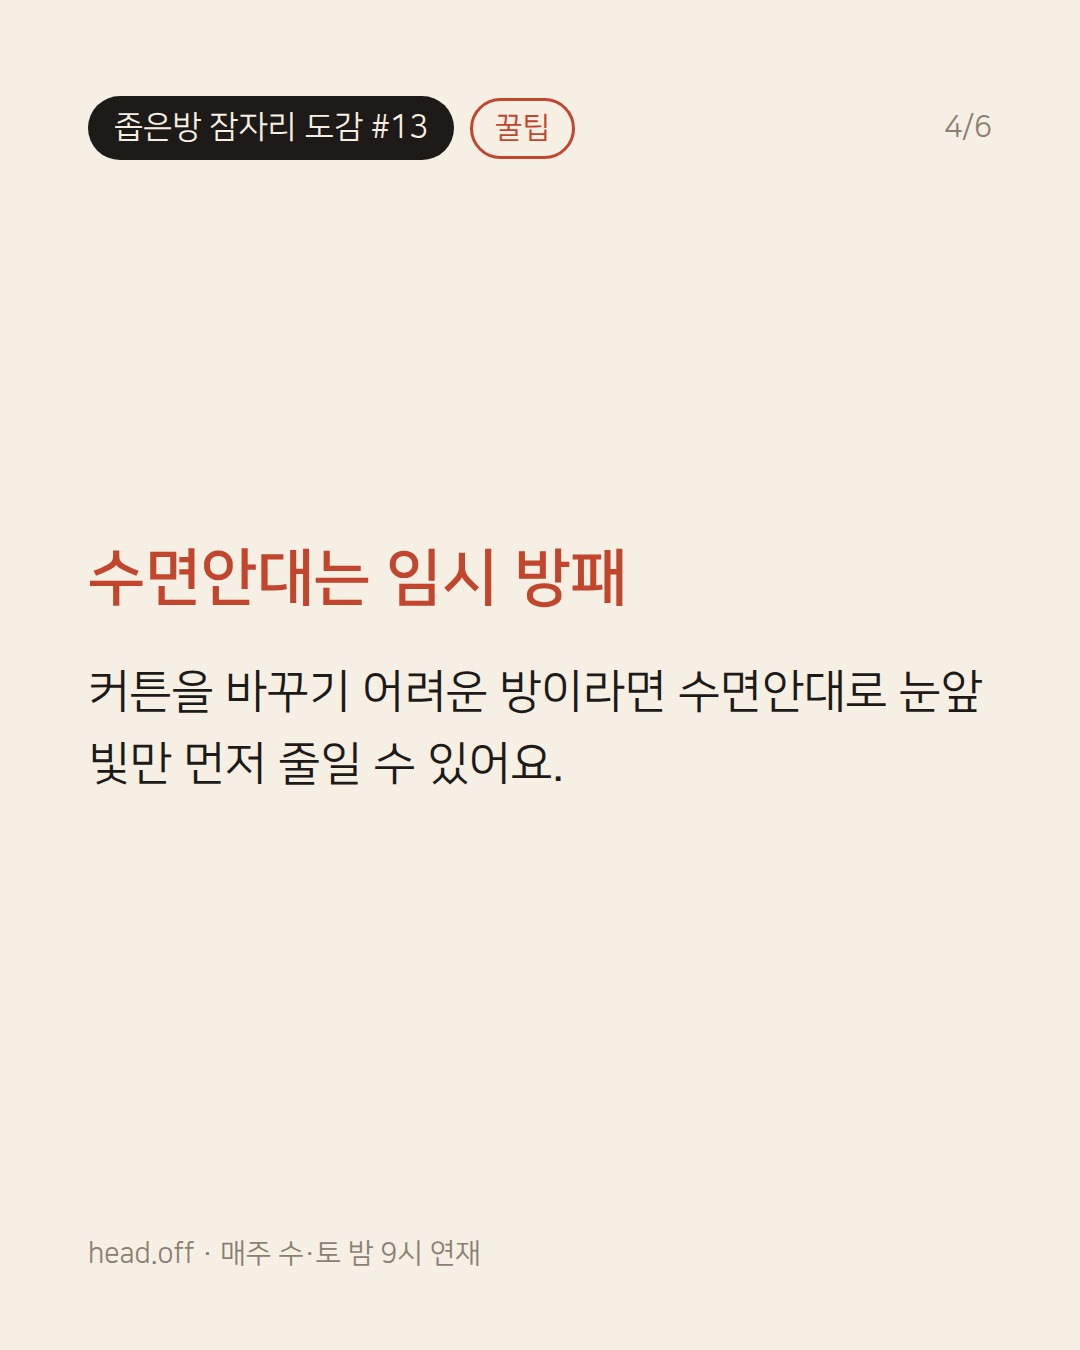 좁은방 잠자리 도감 #13
꿀팁
4/6
수면안대는 임시 방패
커튼을 바꾸기 어려운 방이라면 수면안대로 눈앞
빛만 먼저 줄일 수 있어요.
head.off · 매주 수·토 밤 9시 연재